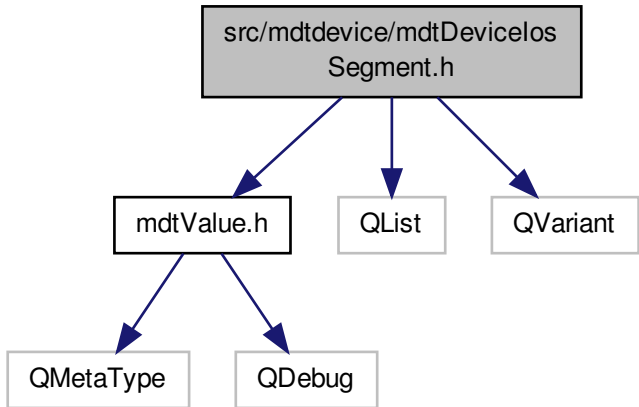 src/mdtdevice/mdtDeviceIos
Segment.h
mdtValue.h
QList
QVariant
QMetaType
QDebug